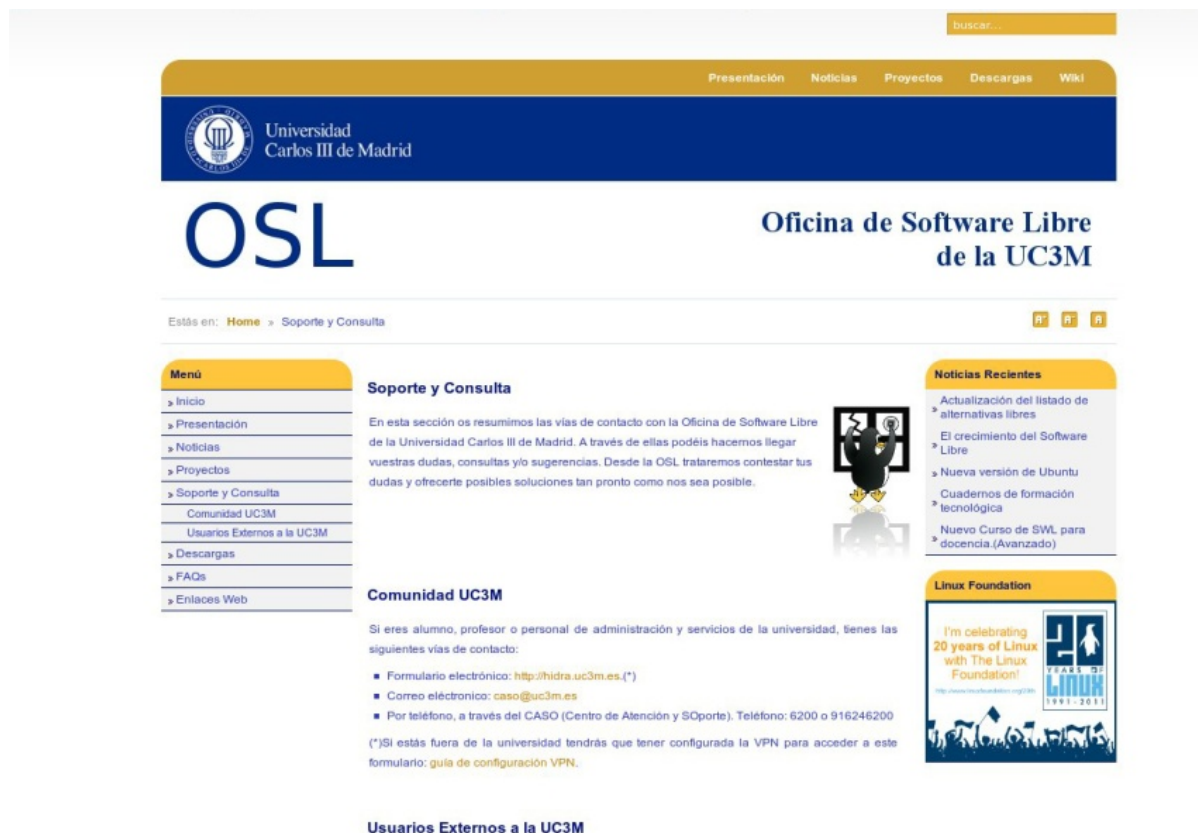 buscar...
Presentación Noticias Proyectos Descargas Wiki
Universidad
Carlos III de Madrid
OSL
Oficina de Software Libre
de la UC3M
Estás en: Home » Soporte y Consulta
A+ A- A
Menú
» Inicio
» Presentación
» Noticias
» Proyectos
» Soporte y Consulta
Comunidad UC3M
Usuarios Externos a la UC3M
» Descargas
» FAQs
» Enlaces Web
Soporte y Consulta
En esta sección os resumimos las vías de contacto con la Oficina de Software Libre
de la Universidad Carlos III de Madrid. A través de ellas podéis hacernos llegar
vuestras dudas, consultas y/o sugerencias. Desde la OSL trataremos contestar tus
dudas y ofrecerte posibles soluciones tan pronto como nos sea posible.
Comunidad UC3M
Si eres alumno, profesor o personal de administración y servicios de la universidad, tienes las
siguientes vías de contacto:
■ Formulario electrónico: http://hidra.uc3m.es.(*)
■ Correo eléctronico: caso@uc3m.es
■ Por teléfono, a través del CASO (Centro de Atención y SOporte). Teléfono: 6200 o 916246200
(*)Si estás fuera de la universidad tendrás que tener configurada la VPN para acceder a este
formulario: guía de configuración VPN.
Usuarios Externos a la UC3M
Noticias Recientes
» Actualización del listado de
alternativas libres
» El crecimiento del Software
Libre
» Nueva versión de Ubuntu
» Cuadernos de formación
tecnológica
» Nuevo Curso de SWL para
docencia.(Avanzado)
Linux Foundation
I'm celebrating
20 years of Linux
with The Linux
Foundation!
20
YEARS OF
LINUX
1991-2011